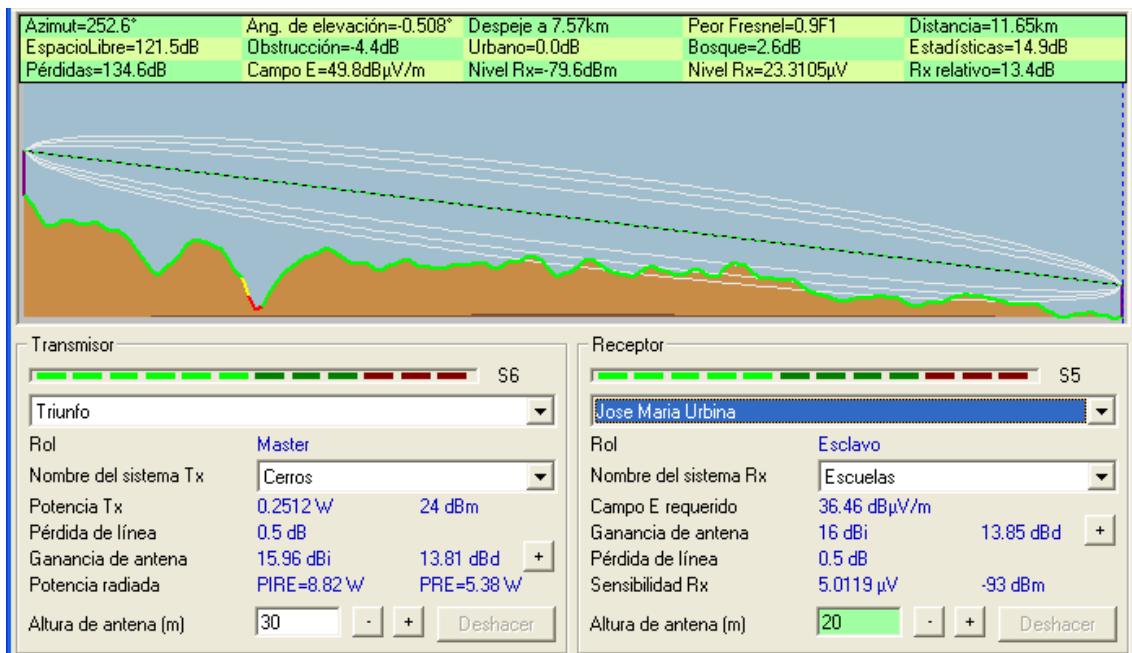 Azimut=252.6° Ang. de elevación=-0.508° Despeje a 7.57km Peor Fresnel=0.9F1 Distancia=11.65km
EspacioLibre=121.5dB Obstrucción=-4.4dB Urbano=0.0dB Bosque=2.6dB Estadísticas=14.9dB
Pérdidas=134.6dB Campo E=49.8dBµV/m Nivel Rx=-79.6dBm Nivel Rx=23.3105µV Rx relativo=13.4dB
Transmisor
S6
Triunfo
Rol Master
Nombre del sistema Tx Cerros
Potencia Tx 0.2512 W 24 dBm
Pérdida de línea 0.5 dB
Ganancia de antena 15.96 dBi 13.81 dBd +
Potencia radiada PIRE=8.82 W PRE=5.38 W
Altura de antena (m) 30 - + Deshacer
Receptor
S5
Jose Maria Urbina
Rol Esclavo
Nombre del sistema Rx Escuelas
Campo E requerido 36.46 dBµV/m
Ganancia de antena 16 dBi 13.85 dBd +
Pérdida de línea 0.5 dB
Sensibilidad Rx 5.0119 µV -93 dBm
Altura de antena (m) 20 - + Deshacer